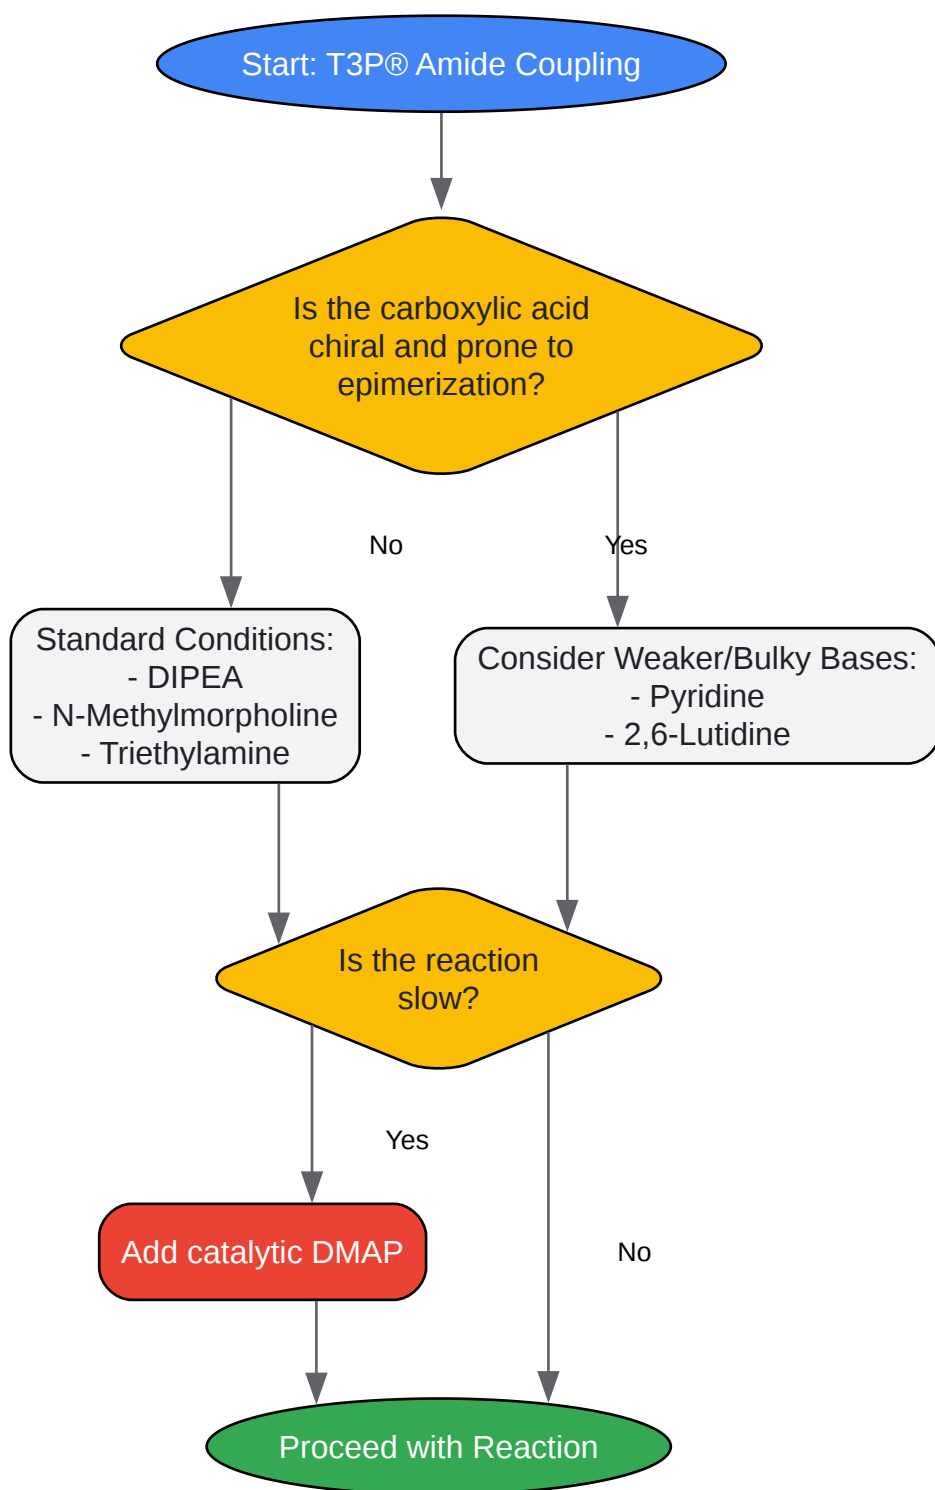 Start: T3P® Amide Coupling
Is the carboxylic acid
chiral and prone to
epimerization?
No
Yes
Standard Conditions:
- DIPEA
- N-Methylmorpholine
- Triethylamine
Consider Weaker/Bulky Bases:
- Pyridine
- 2,6-Lutidine
Is the reaction
slow?
Yes
Add catalytic DMAP
No
Proceed with Reaction